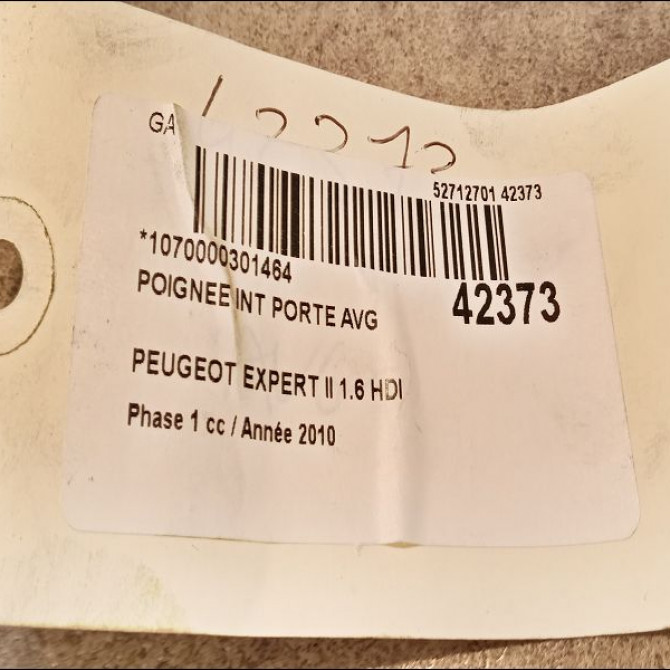 GA
52712701 42373
*1070000301464
42373
POIGNEE INT PORTE AVG
PEUGEOT EXPERT II 1.6 HDI
Phase 1 cc / Année 2010